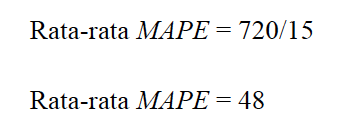 Rata-rata MAPE = 720/15
Rata-rata MAPE = 48